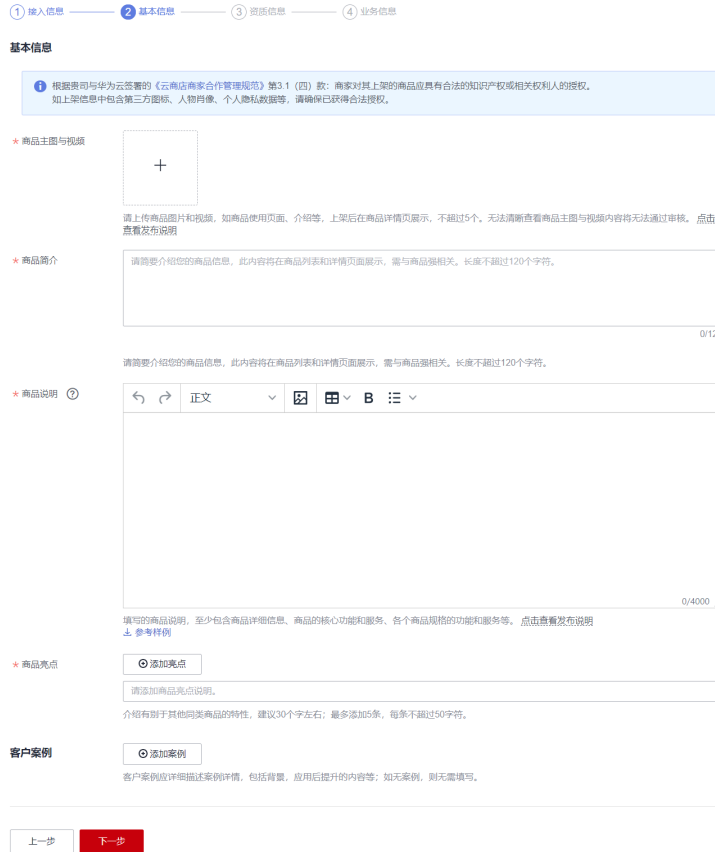 1 接入信息 2 基本信息 3 资质信息 4 业务信息
基本信息
根据贵司与华为云签署的《云商店商家合作管理规范》第3.1（四）款：商家对其上架的商品应具有合法的知识产权或相关权利人的授权。
如上架信息中包含第三方图标、人物肖像、个人隐私数据等，请确保已获得合法授权。
* 商品主图与视频
请上传商品图片和视频，如商品使用页面、介绍等，上架后在商品详情页展示，不超过5个。无法清晰查看商品主图与视频内容将无法通过审核。 点击
查看发布说明
* 商品简介
请简要介绍您的商品信息，此内容将在商品列表和详情页面展示，需与商品强相关。长度不超过120个字符。
0/12
请简要介绍您的商品信息，此内容将在商品列表和详情页面展示，需与商品强相关。长度不超过120个字符。
* 商品说明 ?
正文 B
0/4000
填写的商品说明，至少包含商品详细信息、商品的核心功能和服务、各个商品规格的功能和服务等。 点击查看发布说明
参考样例
* 商品亮点
添加亮点
请添加商品亮点说明。
介绍有别于其他同类商品的特性，建议30个字左右；最多添加5条，每条不超过50字符。
客户案例
添加案例
客户案例应详细描述案例详情，包括背景，应用后提升的内容等；如无案例，则无需填写。
上一步 下一步